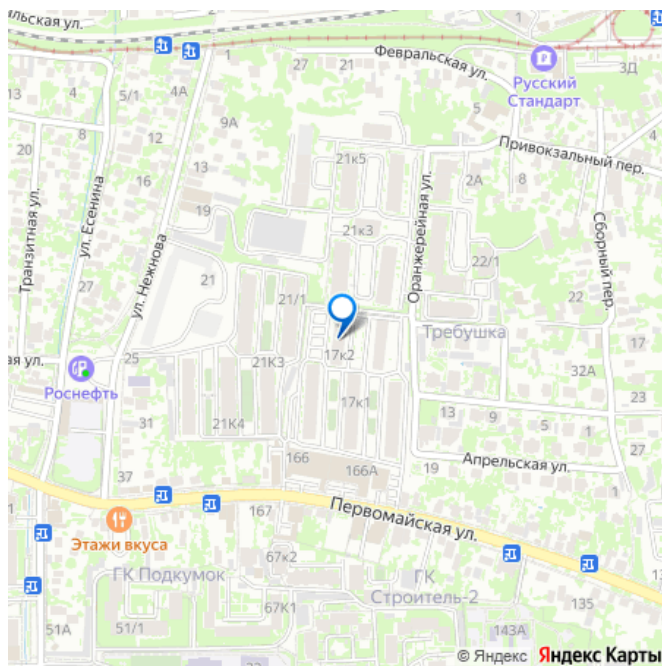 альская ул.
1
27
21
Февральская ул.
Русский
Стандарт
3Д
13
4
5/1
4А
9А
12
5
20
Транзитная ул.
ул. Есенина
16
13
21к5
Привокзальный пер.
2А
8
19
ул. Нежнова
21к3
Оранжерейная ул.
Сборный пер.
22/1
27
21
21/1
22
Требушка
17
ая ул.
25
21К3
17к2
32А
Роснефть
31
21К4
17к1
13
9
5
23
37
166
166А
19
Апрельская ул.
27
167
Первомайская ул.
Этажи вкуса
67к2
ГК Подкумок
ГК
Строитель-2
135
67К1
51А
51/1
143А
© Яндекс Яндекс Карты